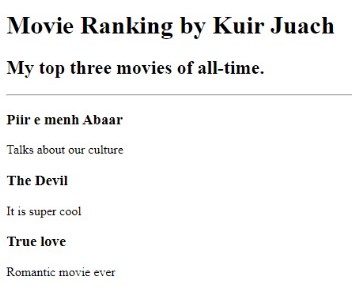 Movie Ranking by Kuir Juach
My top three movies of all-time.
Piir e menh Abaar
Talks about our culture
The Devil
It is super cool
True love
Romantic movie ever